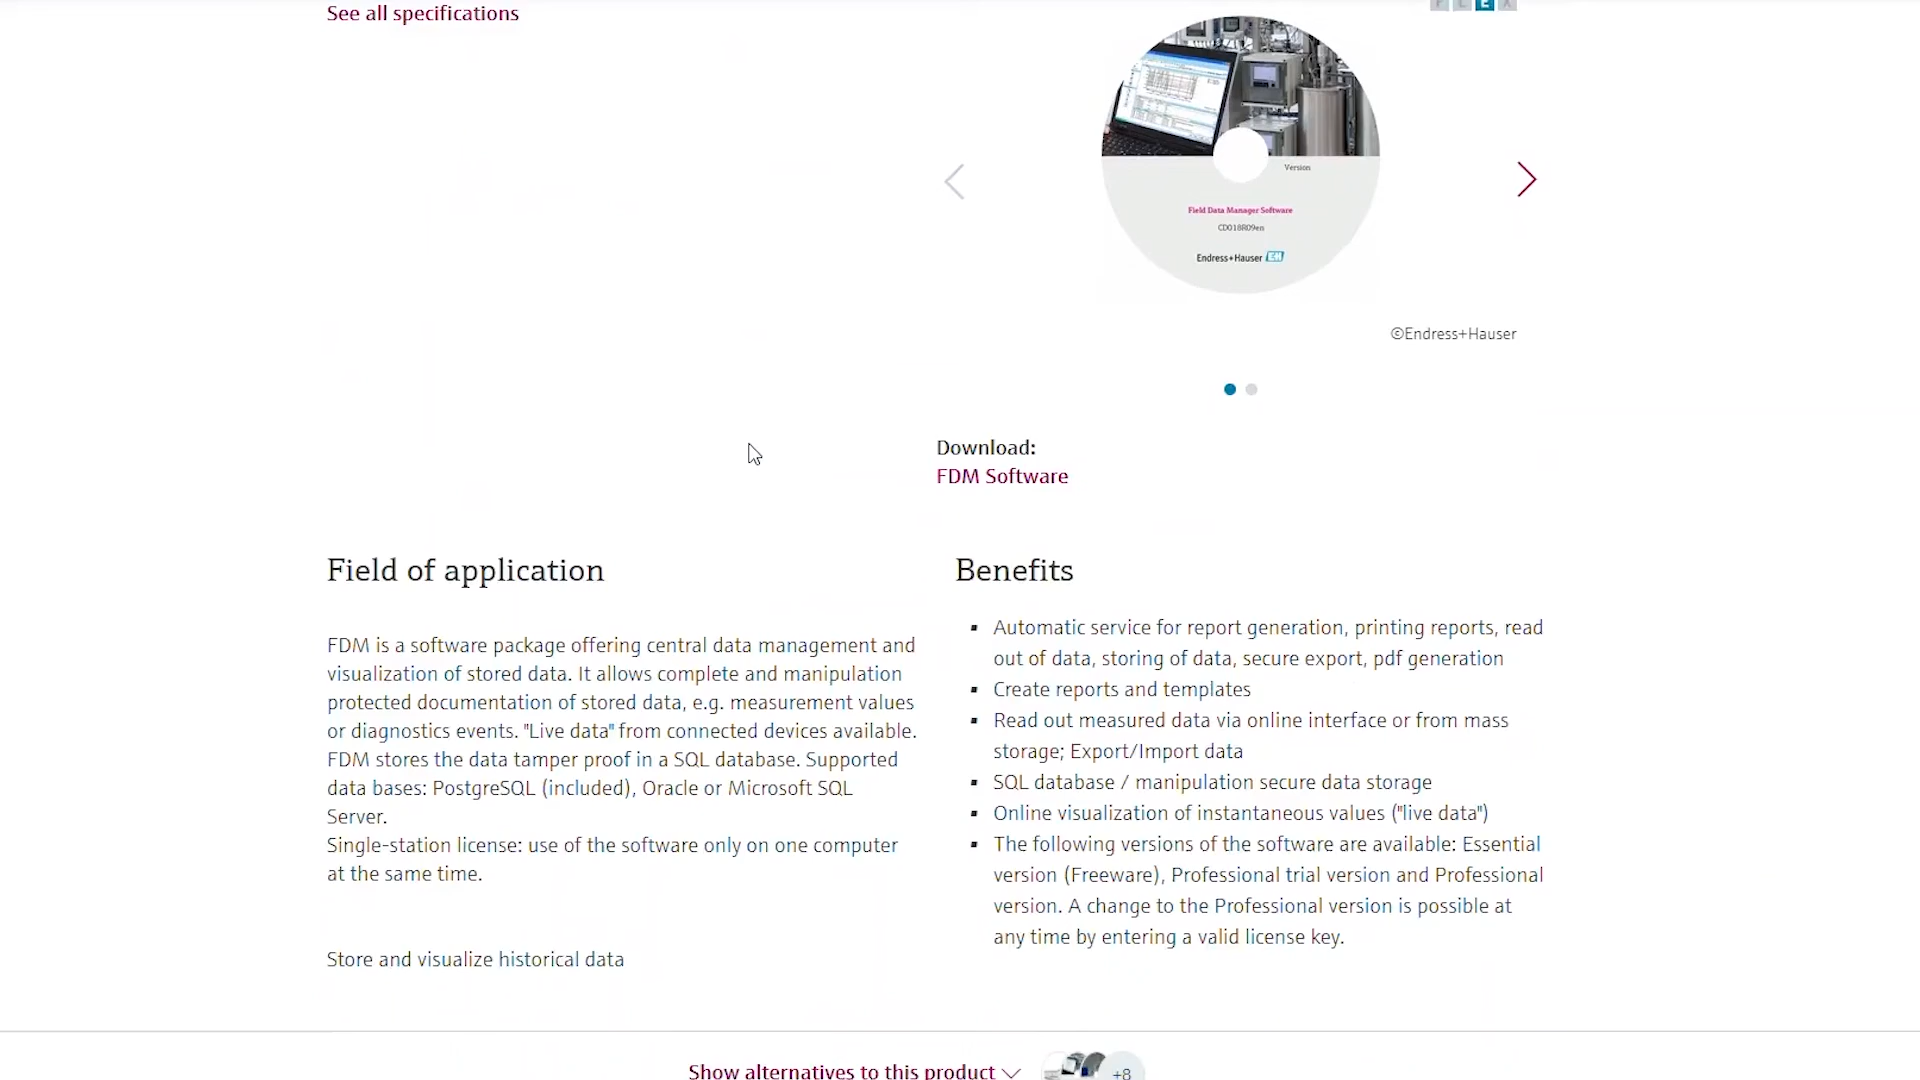 See all specifications
F L E X
Version
Field Data Manager Software
CD018R09en
Endress+Hauser EH
©Endress+Hauser
Download:
FDM Software
Field of application
FDM is a software package offering central data management and
visualization of stored data. It allows complete and manipulation
protected documentation of stored data, e.g. measurement values
or diagnostics events. "Live data" from connected devices available.
FDM stores the data tamper proof in a SQL database. Supported
data bases: PostgreSQL (included), Oracle or Microsoft SQL
Server.
Single-station license: use of the software only on one computer
at the same time.
Store and visualize historical data
Benefits
▪ Automatic service for report generation, printing reports, read
out of data, storing of data, secure export, pdf generation
▪ Create reports and templates
▪ Read out measured data via online interface or from mass
storage; Export/Import data
▪ SQL database / manipulation secure data storage
▪ Online visualization of instantaneous values ("live data")
▪ The following versions of the software are available: Essential
version (Freeware), Professional trial version and Professional
version. A change to the Professional version is possible at
any time by entering a valid license key.
Show alternatives to this product
+8